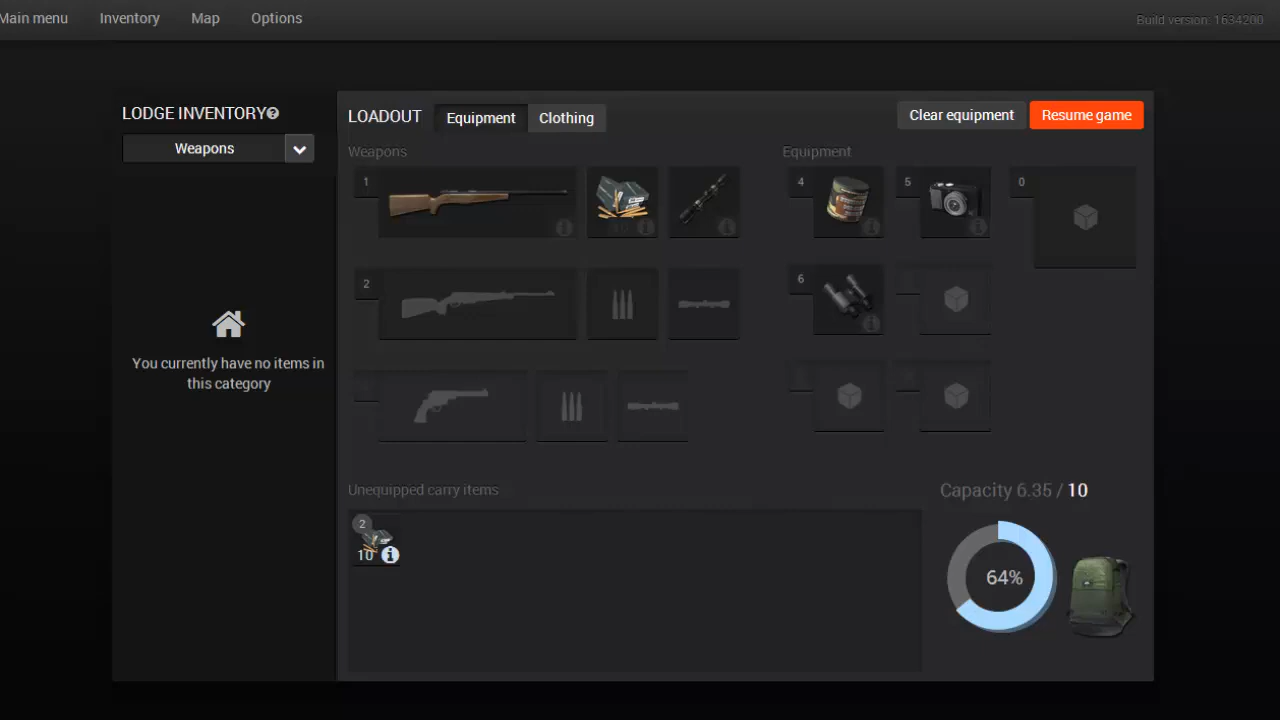 Main menu Inventory Map Options
Build version: 1634200
LODGE INVENTORY
Weapons
You currently have no items in
this category
LOADOUT Equipment Clothing
Clear equipment Resume game
Weapons
Equipment
1
4
5
0
2
6
Unequipped carry items
2
10
Capacity 6.35 / 10
64%